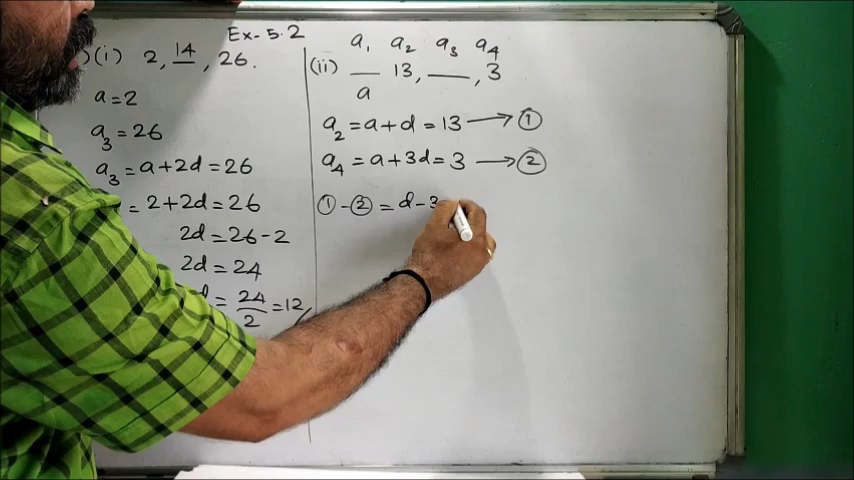 Ex-5.2
)(i) 2, 14, 26.
a=2
a3=26
a3=a+2d=26
= 2+2d=26
2d=26-2
2d=24
d=24/2=12
a1 a2 a3 a4
(ii) __ 13, __, 3
a
a2=a+d=13 → ①
a4=a+3d=3 → ②
①-②=d-3